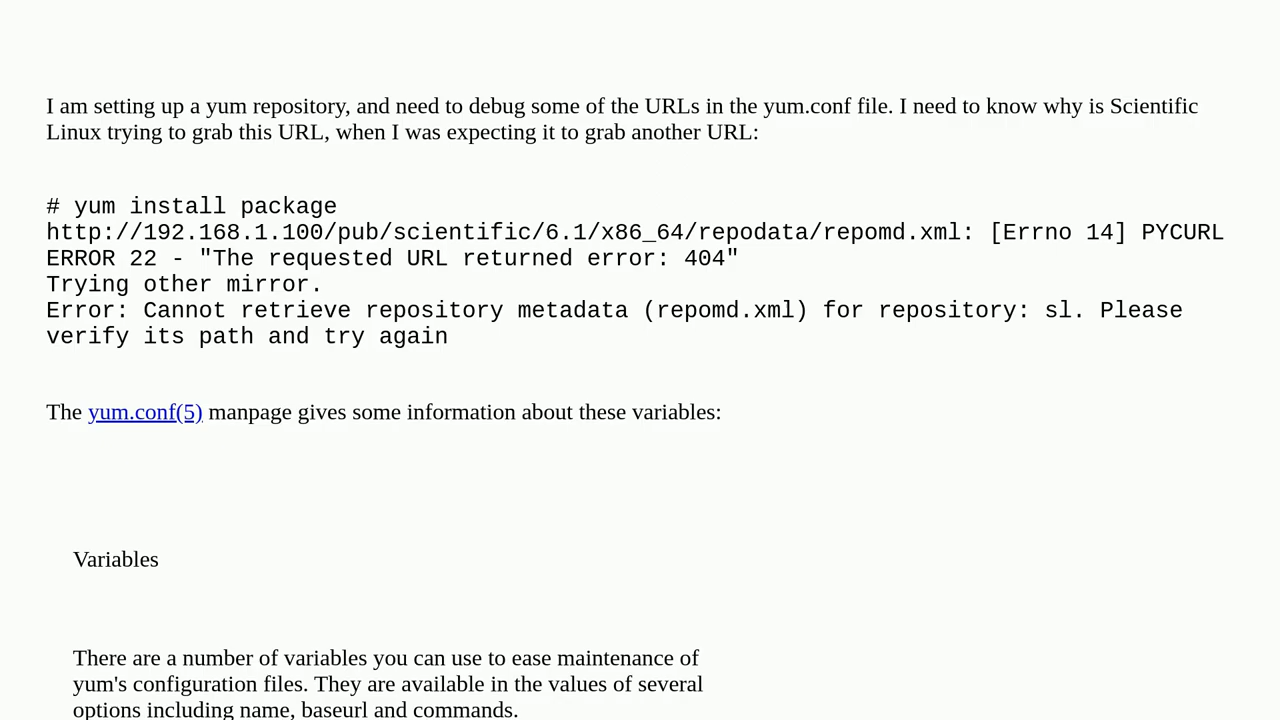 I am setting up a yum repository, and need to debug some of the URLs in the yum.conf file. I need to know why is Scientific
Linux trying to grab this URL, when I was expecting it to grab another URL:
# yum install package
http://192.168.1.100/pub/scientific/6.1/x86_64/repodata/repomd.xml: [Errno 14] PYCURL
ERROR 22 - "The requested URL returned error: 404"
Trying other mirror.
Error: Cannot retrieve repository metadata (repomd.xml) for repository: sl. Please
verify its path and try again
The yum.conf(5) manpage gives some information about these variables:
Variables
There are a number of variables you can use to ease maintenance of
yum's configuration files. They are available in the values of several
options including name, baseurl and commands.